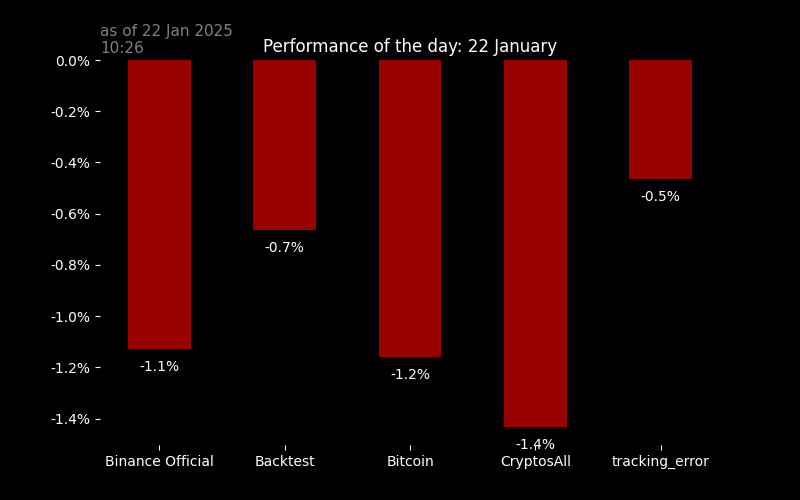 as of 22 Jan 2025
10:26
Performance of the day: 22 January
0.0%
-0.2%
-0.4%
-0.6%
-0.8%
-1.0%
-1.2%
-1.4%
-1.1%
-0.7%
-1.2%
-1.4%
-0.5%
Binance Official
Backtest
Bitcoin
CryptosAll
tracking_error